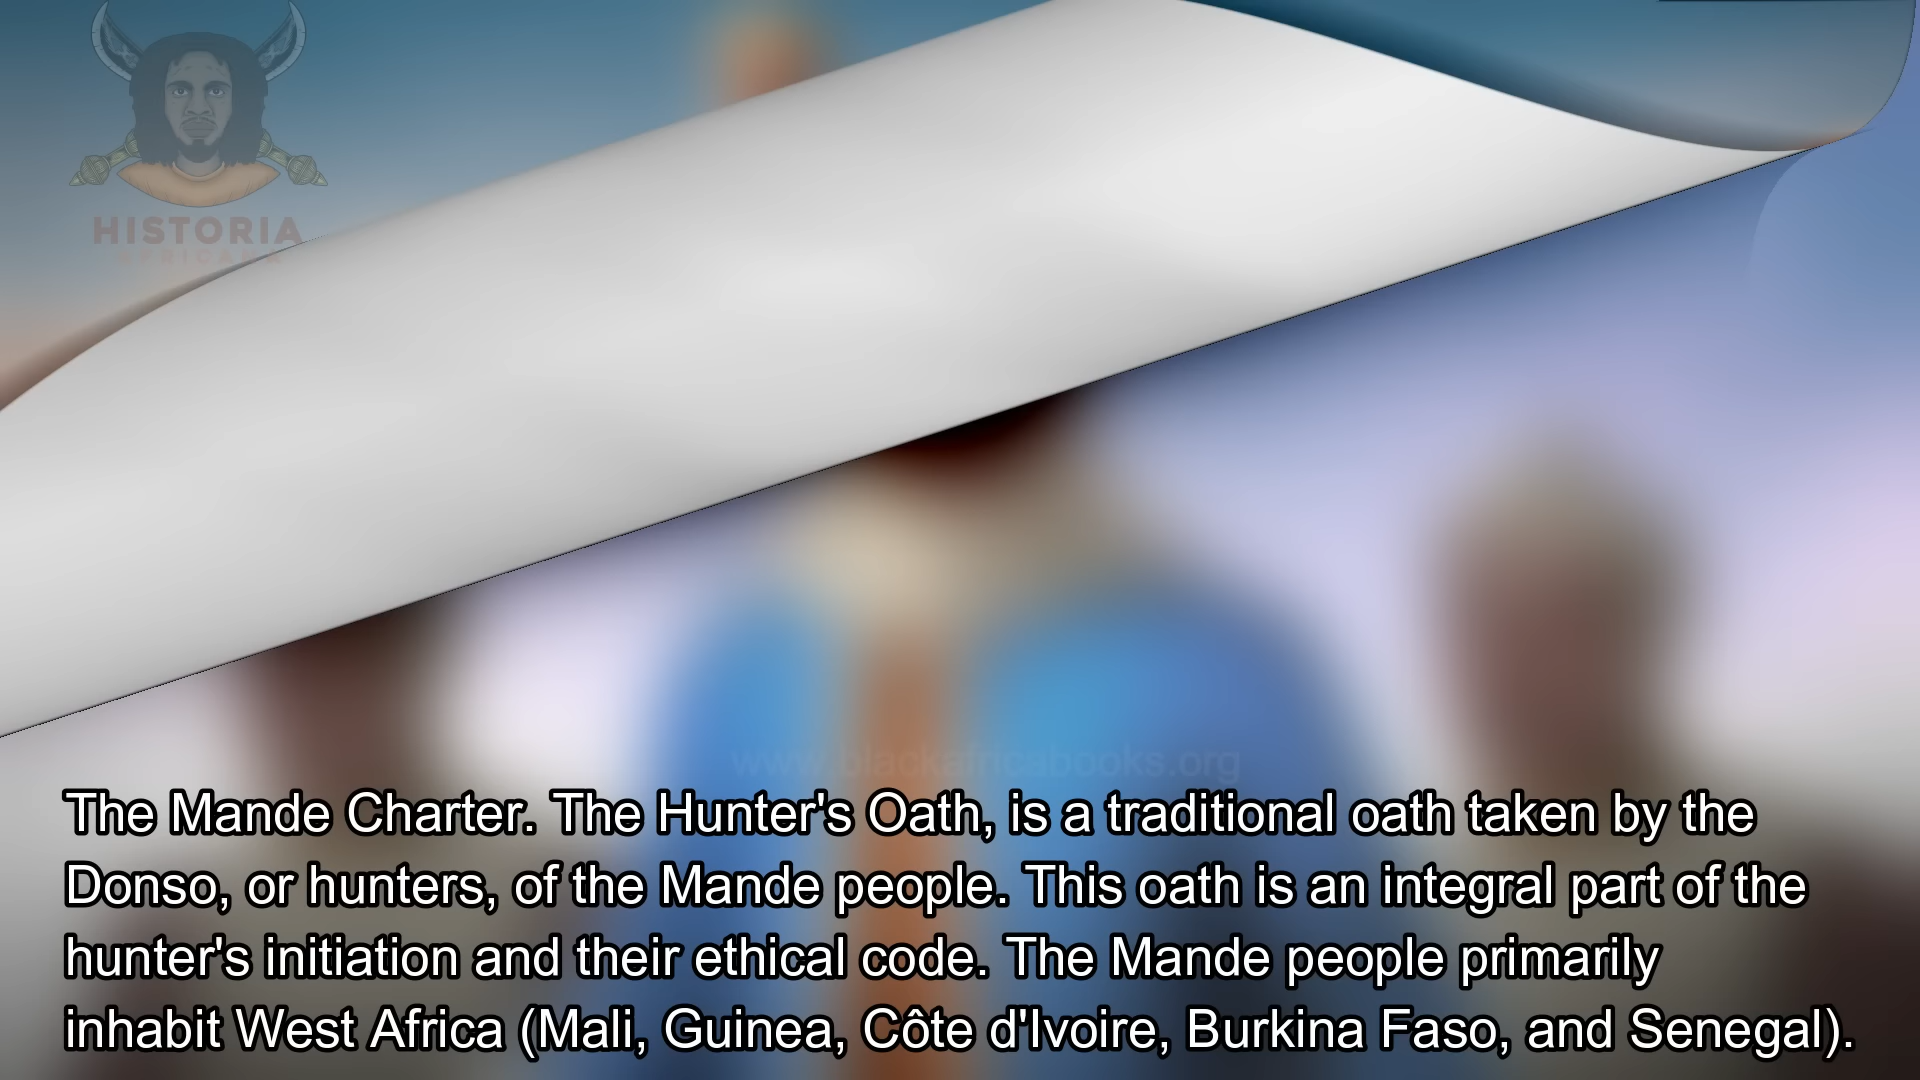 HISTORIA
AFRICANA
www.blackafricabooks.org
The Mande Charter. The Hunter's Oath, is a traditional oath taken by the
Donso, or hunters, of the Mande people. This oath is an integral part of the
hunter's initiation and their ethical code. The Mande people primarily
inhabit West Africa (Mali, Guinea, Côte d'Ivoire, Burkina Faso, and Senegal).